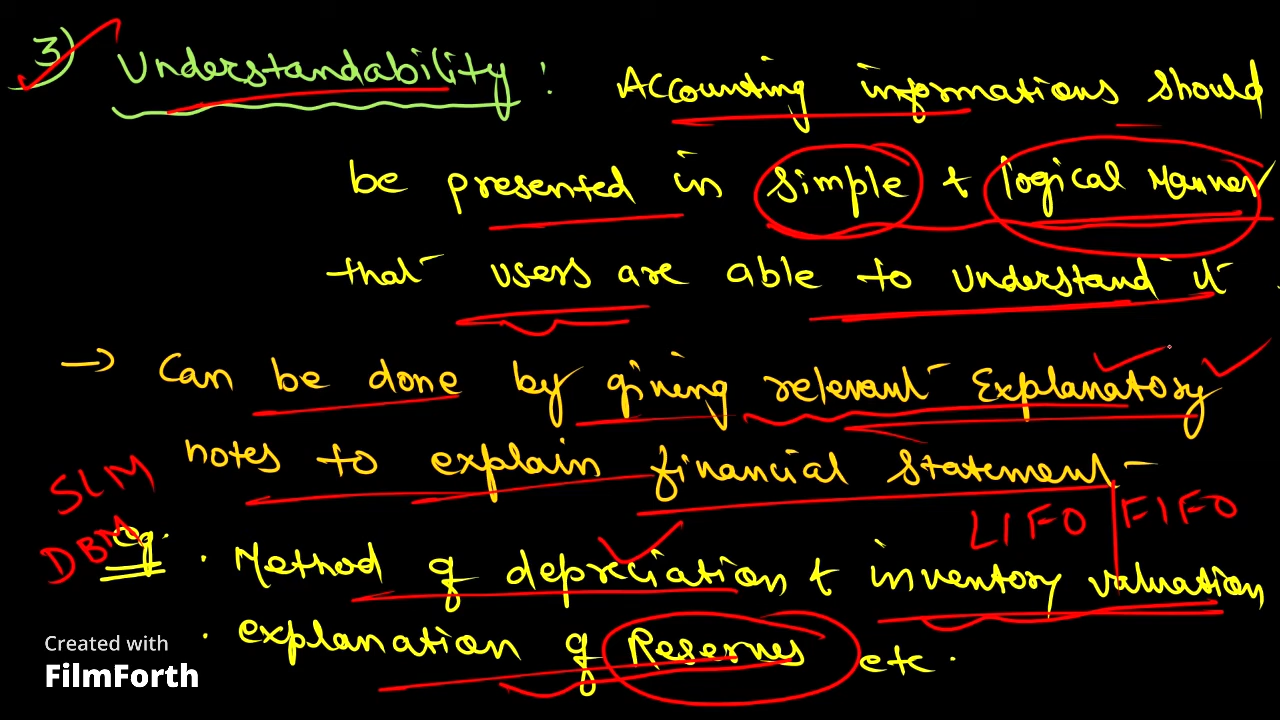 3) Understandability : Accounting informations should
be presented in simple + logical Manner
that users are able to understand it.
→ Can be done by giving relevant Explanatory
notes to explain financial statement
SLM
LIFO | FIFO
DBM
Eg. · Method of depreciation + inventory valuation
· explanation of Reserves etc.
Created with
FilmForth